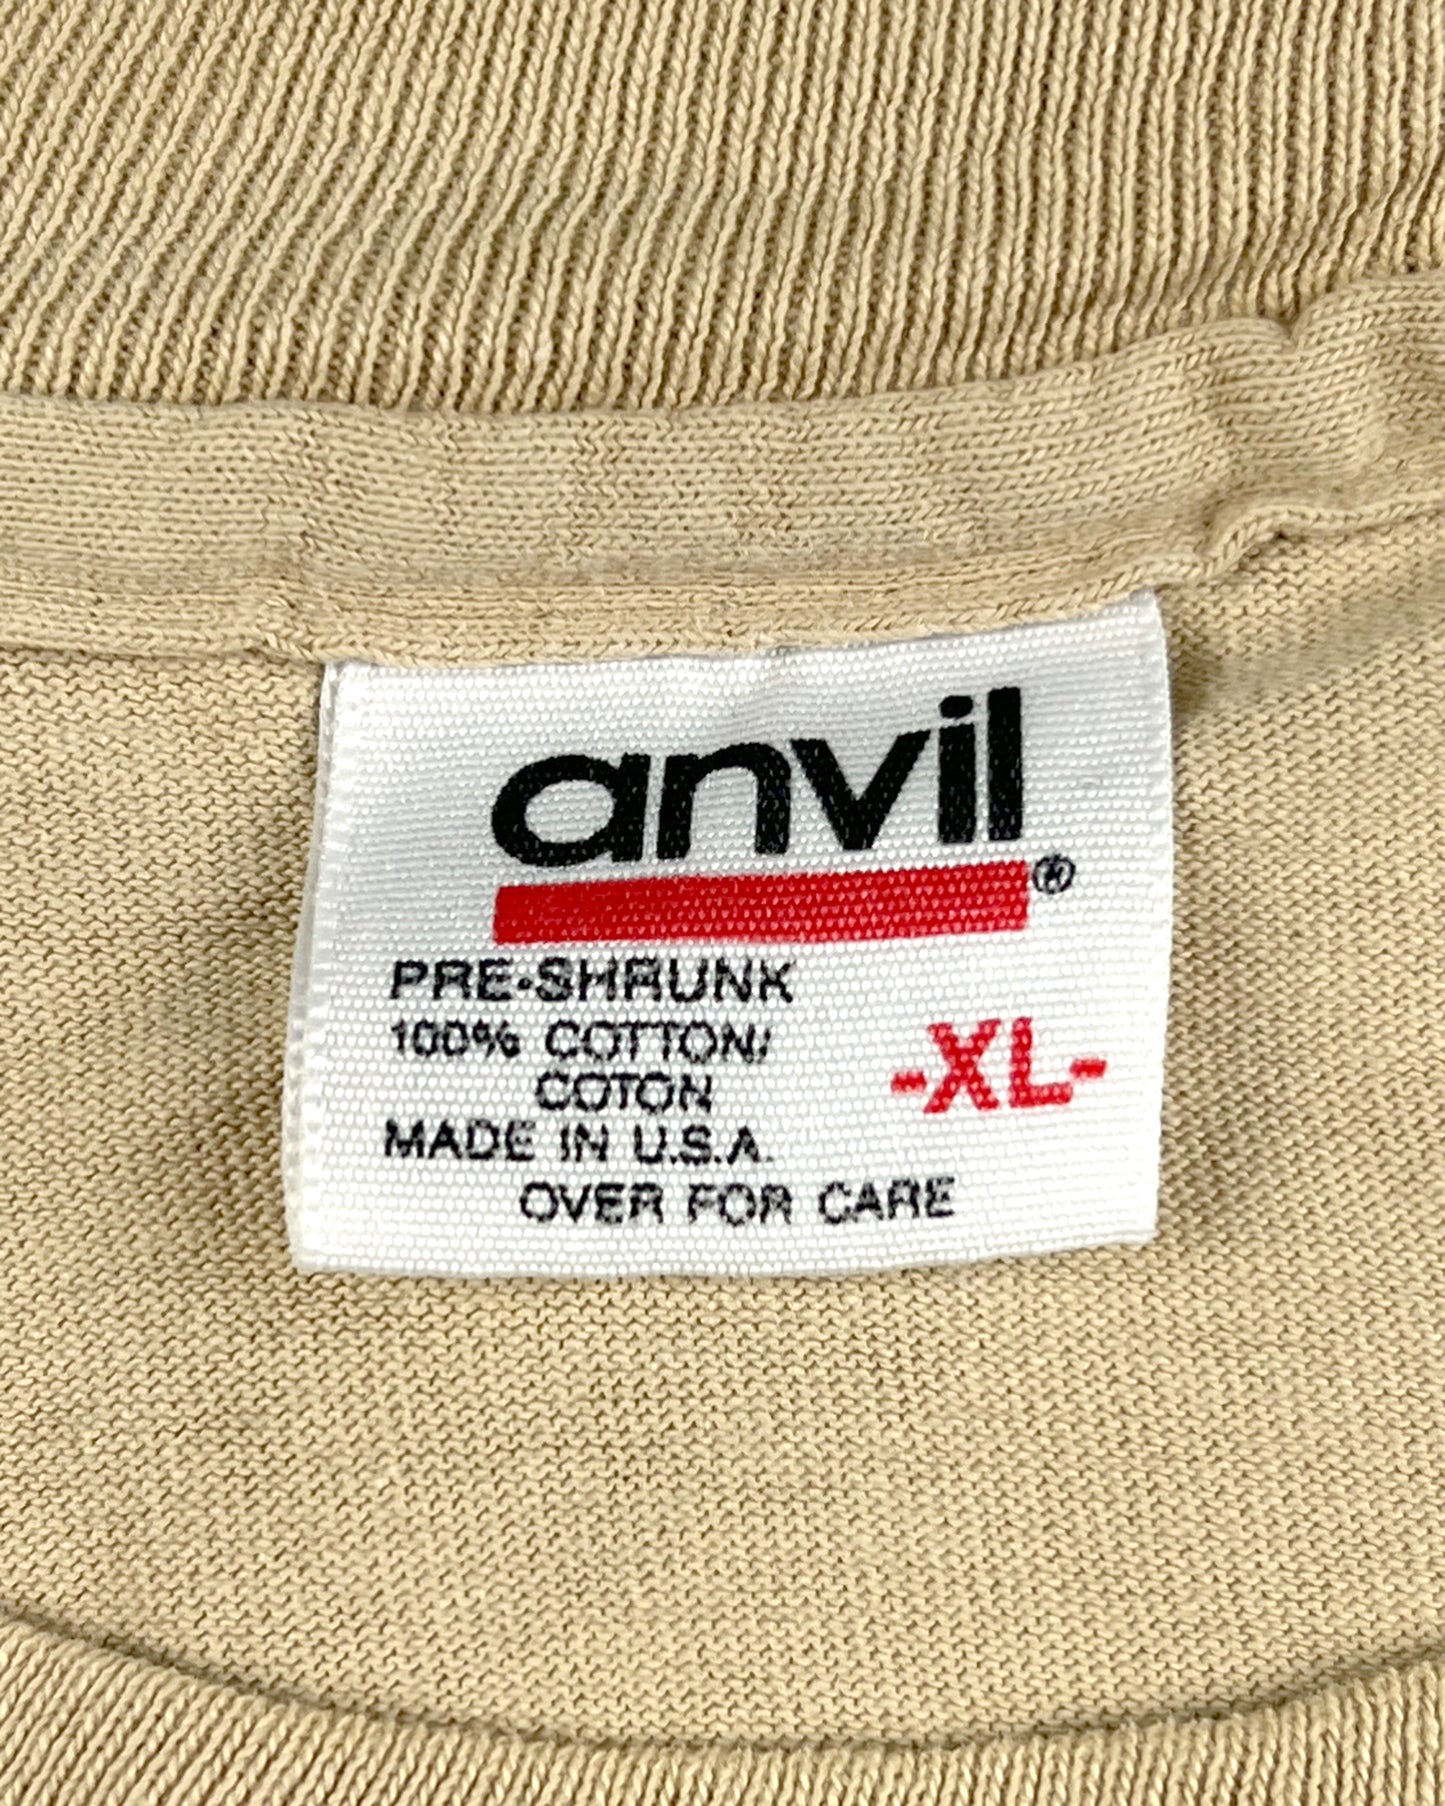 anvil®
PRE-SHRUNK
100% COTTON/
COTON
-XL-
MADE IN U.S.A.
OVER FOR CARE